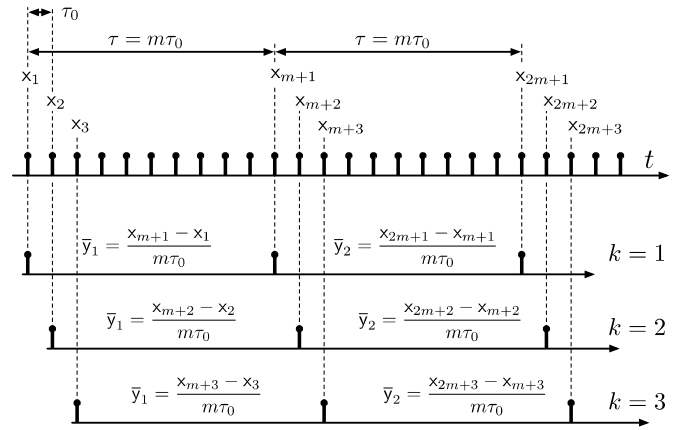 τ₀
τ = mτ₀ τ = mτ₀
x₁ xₘ₊₁ x₂ₘ₊₁
x₂ xₘ₊₂ x₂ₘ₊₂
x₃ xₘ₊₃ x₂ₘ₊₃
t
ȳ₁ = (xₘ₊₁ − x₁)/(mτ₀) ȳ₂ = (x₂ₘ₊₁ − xₘ₊₁)/(mτ₀) k = 1
ȳ₁ = (xₘ₊₂ − x₂)/(mτ₀) ȳ₂ = (x₂ₘ₊₂ − xₘ₊₂)/(mτ₀) k = 2
ȳ₁ = (xₘ₊₃ − x₃)/(mτ₀) ȳ₂ = (x₂ₘ₊₃ − xₘ₊₃)/(mτ₀) k = 3